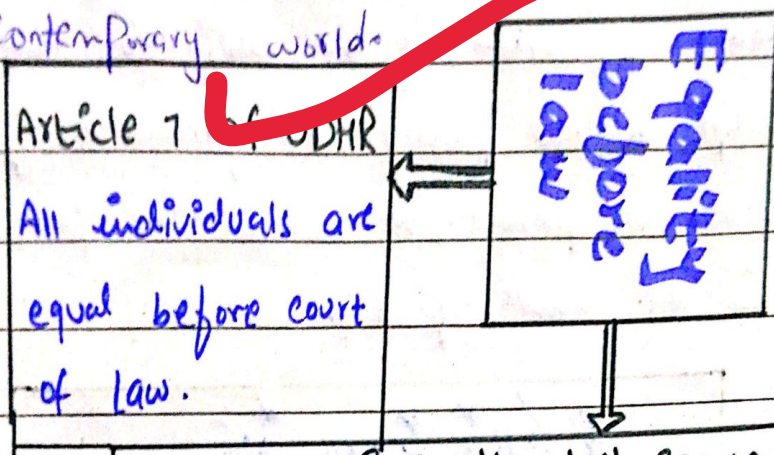 Contemporary world.
Article 7 of UDHR
All individuals are
equal before court
of law.
Equality
before
law